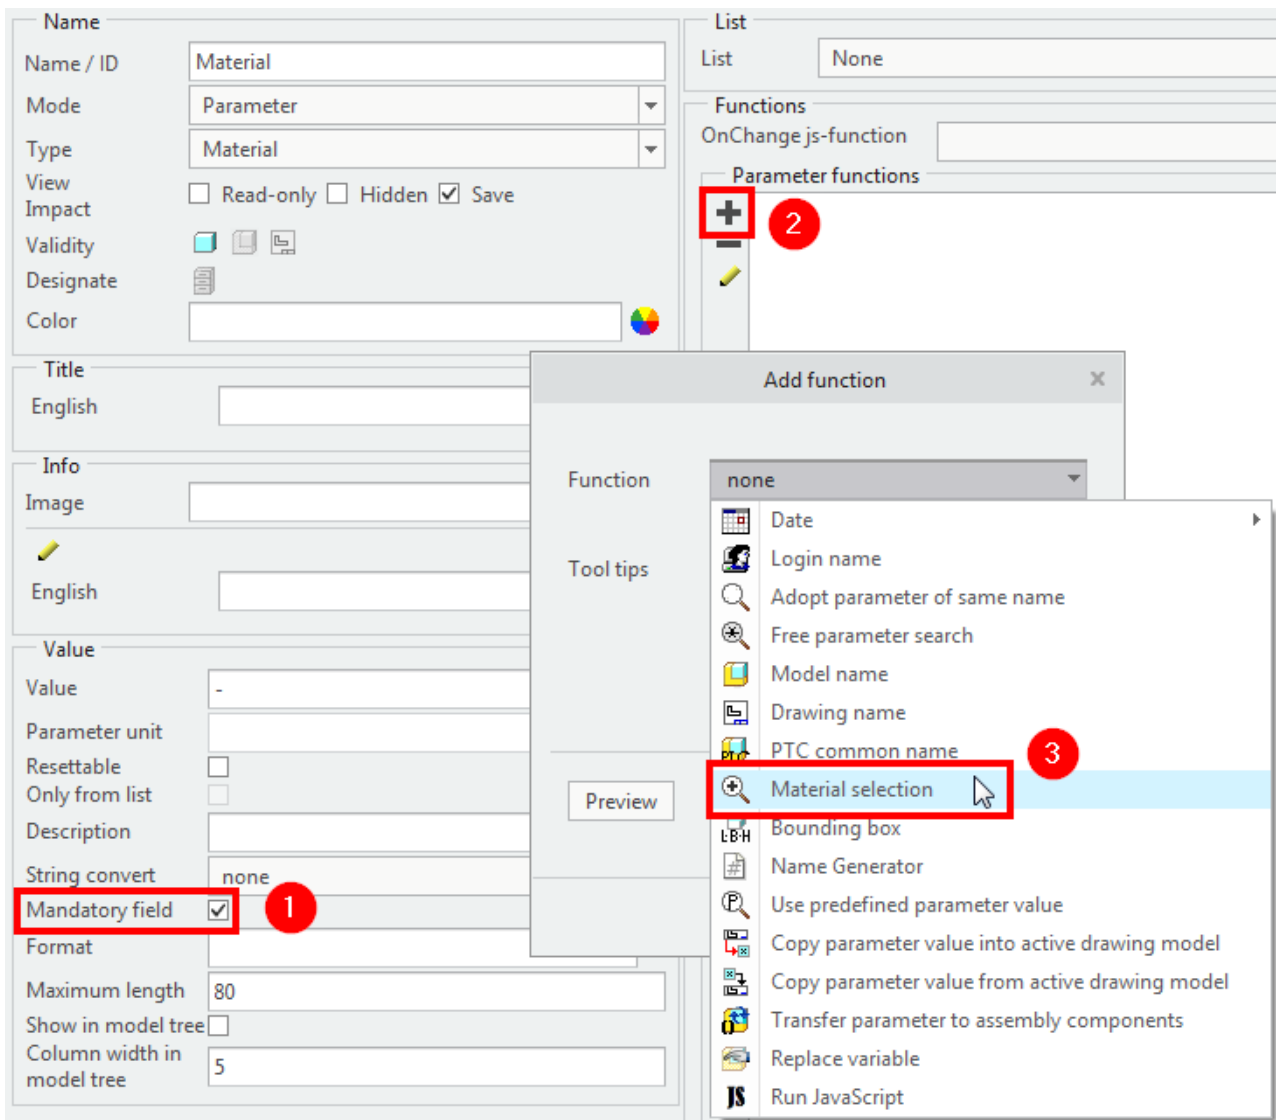 Name
Name / ID
Material
Mode
Parameter
Type
Material
View
Impact
Read-only
Hidden
Save
Validity
Designate
Color
Title
English
Info
Image
English
Value
Value
-
Parameter unit
Resettable
Only from list
Description
String convert
none
Mandatory field
1
Format
Maximum length
80
Show in model tree
Column width in
model tree
5
List
List
None
Functions
OnChange js-function
Parameter functions
2
Add function
Function
none
Tool tips
Preview
Date
Login name
Adopt parameter of same name
Free parameter search
Model name
Drawing name
PTC common name
3
Material selection
L·B·H
Bounding box
#
Name Generator
P
Use predefined parameter value
Copy parameter value into active drawing model
Copy parameter value from active drawing model
Transfer parameter to assembly components
Replace variable
JS
Run JavaScript